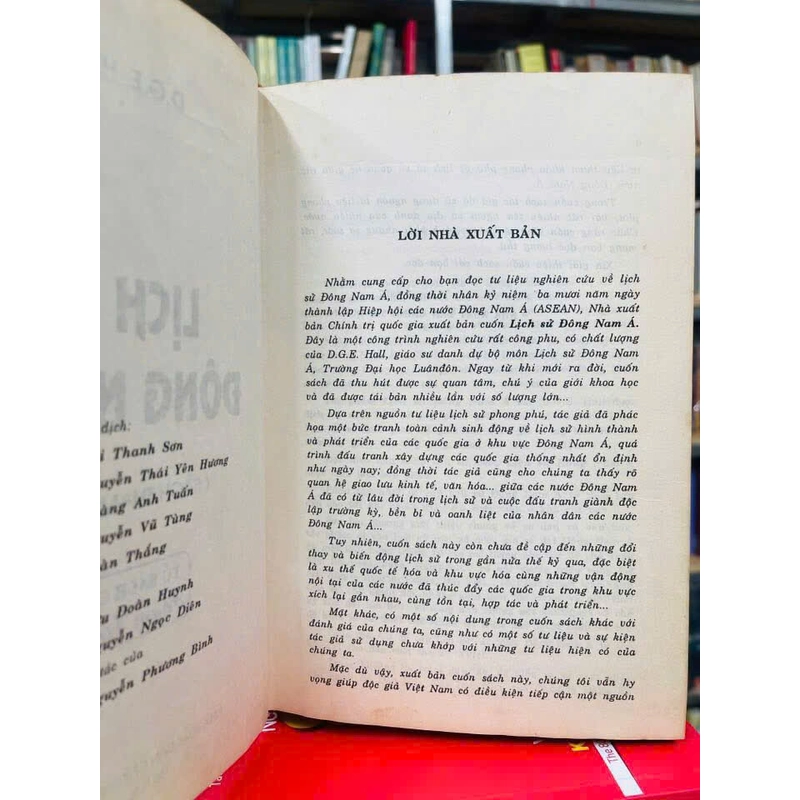 D.G.E.
LỊCH
ĐÔNG N
dịch:
i Thanh Sơn
uyễn Thái Yên Hương
àng Anh Tuấn
uyễn Vũ Tùng
àn Thắng
u Doãn Huynh
uyễn Ngọc Diên
tác của
guyễn Phương Bình
LỜI NHÀ XUẤT BẢN
Nhằm cung cấp cho bạn đọc tư liệu nghiên cứu về lịch
sử Đông Nam Á, đồng thời nhân kỷ niệm ba mươi năm ngày
thành lập Hiệp hội các nước Đông Nam Á (ASEAN), Nhà xuất
bản Chính trị quốc gia xuất bản cuốn Lịch sử Đông Nam Á.
Đây là một công trình nghiên cứu rất công phu, có chất lượng
của D.G.E. Hall, giáo sư danh dự bộ môn Lịch sử Đông Nam
Á, Trường Đại học Luânđôn. Ngay từ khi mới ra đời, cuốn
sách đã thu hút được sự quan tâm, chú ý của giới khoa học
và đã được tái bản nhiều lần với số lượng lớn...
Dựa trên nguồn tư liệu lịch sử phong phú, tác giả đã phác
họa một bức tranh toàn cảnh sinh động về lịch sử hình thành
và phát triển của các quốc gia ở khu vực Đông Nam Á, quá
trình đấu tranh xây dựng các quốc gia thống nhất ổn định
như ngày nay; đồng thời tác giả cũng cho chúng ta thấy rõ
quan hệ giao lưu kinh tế, văn hóa... giữa các nước Đông Nam
Á đã có từ lâu đời trong lịch sử và cuộc đấu tranh giành độc
lập trường kỳ, bền bỉ và oanh liệt của nhân dân các nước
Đông Nam Á...
Tuy nhiên, cuốn sách này còn chưa đề cập đến những đổi
thay và biến động lịch sử trong gần nửa thế kỷ qua, đặc biệt
là xu thế quốc tế hóa và khu vực hóa cùng những vận động
nội tại của các nước đã thúc đẩy các quốc gia trong khu vực
xích lại gần nhau, cùng tồn tại, hợp tác và phát triển...
Mặt khác, có một số nội dung trong cuốn sách khác với
đánh giá của chúng ta, cũng như có một số tư liệu và sự kiện
tác giả sử dụng chưa khớp với những tư liệu hiện có của
chúng ta.
Mặc dù vậy, xuất bản cuốn sách này, chúng tôi vẫn hy
vọng giúp độc giả Việt Nam có điều kiện tiếp cận một nguồn